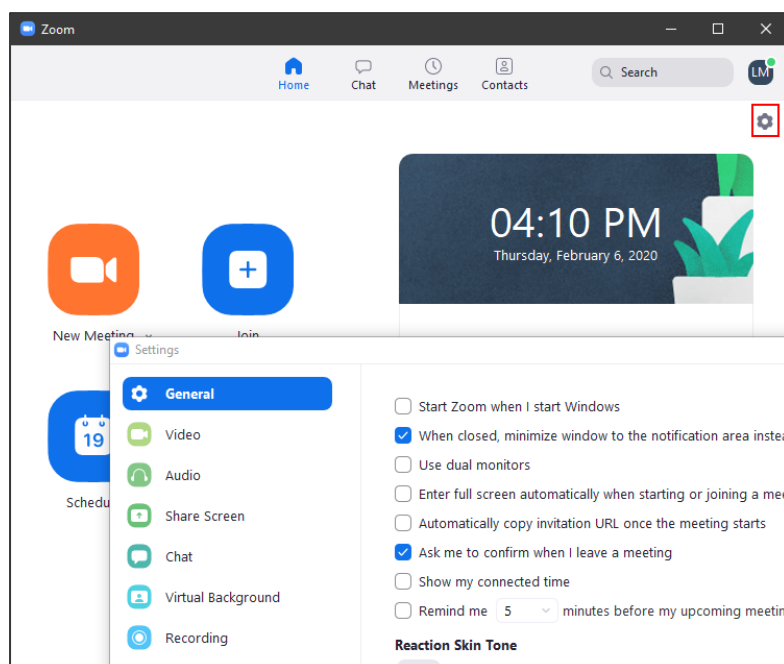 Zoom
Home
Chat
Meetings
Contacts
Search
LM
04:10 PM
Thursday, February 6, 2020
New Meeting
Join
19
Settings
General
Video
Audio
Share Screen
Chat
Virtual Background
Recording
Start Zoom when I start Windows
When closed, minimize window to the notification area
Use dual monitors
Enter full screen automatically when starting or joining a
Automatically copy invitation URL once the meeting starts
Ask me to confirm when I leave a meeting
Show my connected time
Remind me 5 minutes before my upcoming
Reaction Skin Tone